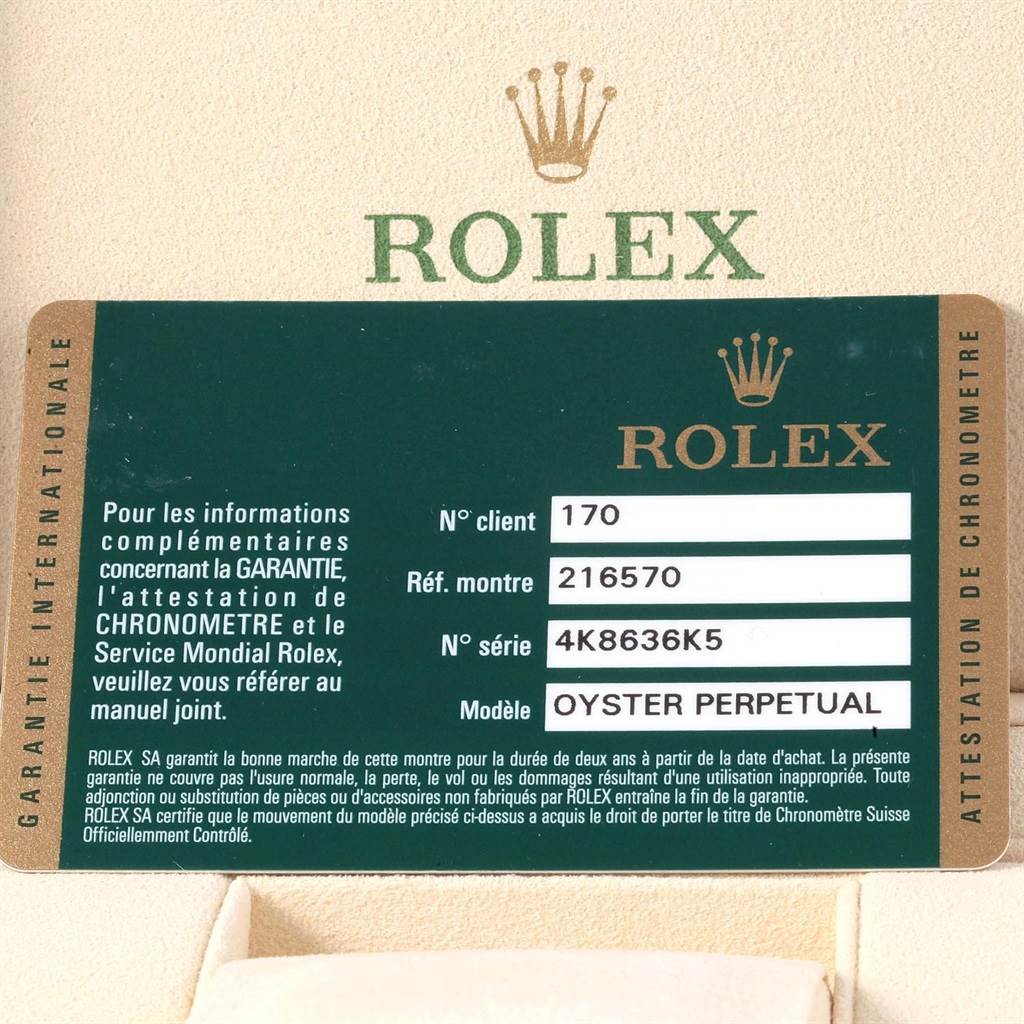 ROLEX
ROLEX
GARANTIE INTERNATIONALE
Pour les informations
complémentaires
concernant la GARANTIE,
l'attestation de
CHRONOMETRE et le
Service Mondial Rolex,
veuillez vous référer au
manuel joint.
N° client 170
Réf. montre 216570
N° série 4K8636K5
Modèle OYSTER PERPETUAL
ROLEX SA garantit la bonne marche de cette montre pour la durée de deux ans à partir de la date d'achat. La présente
garantie ne couvre pas l'usure normale, la perte, le vol ou les dommages résultant d'une utilisation inappropriée. Toute
adjonction ou substitution de pièces ou d'accessoires non fabriqués par ROLEX entraîne la fin de la garantie.
ROLEX SA certifie que le mouvement du modèle précisé ci-dessus a acquis le droit de porter le titre de Chronomètre Suisse
Officiellemment Contrôlé.
ATTESTATION DE CHRONOMETRE